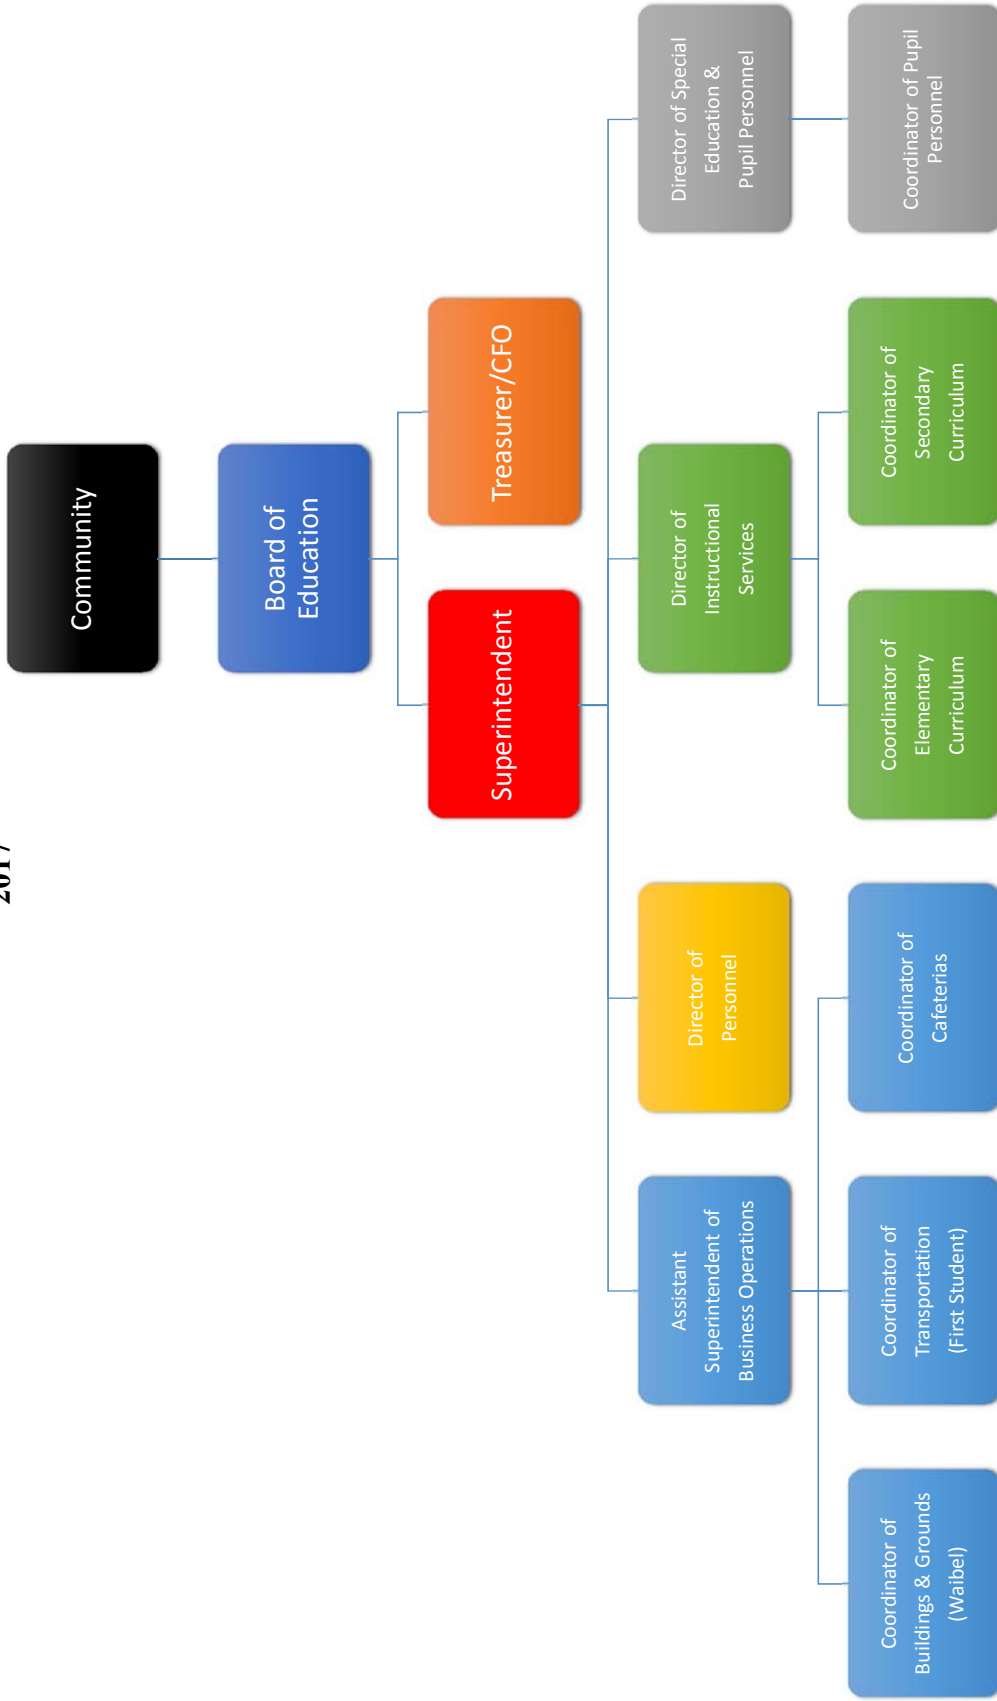 2017
Community
Board of
Education
Superintendent
Treasurer/CFO
Assistant
Superintendent of
Business Operations
Director of
Personnel
Director of
Instructional
Services
Director of Special
Education &
Pupil Personnel
Coordinator of
Buildings & Grounds
(Waibel)
Coordinator of
Transportation
(First Student)
Coordinator of
Cafeterias
Coordinator of
Elementary
Curriculum
Coordinator of
Secondary
Curriculum
Coordinator of Pupil
Personnel